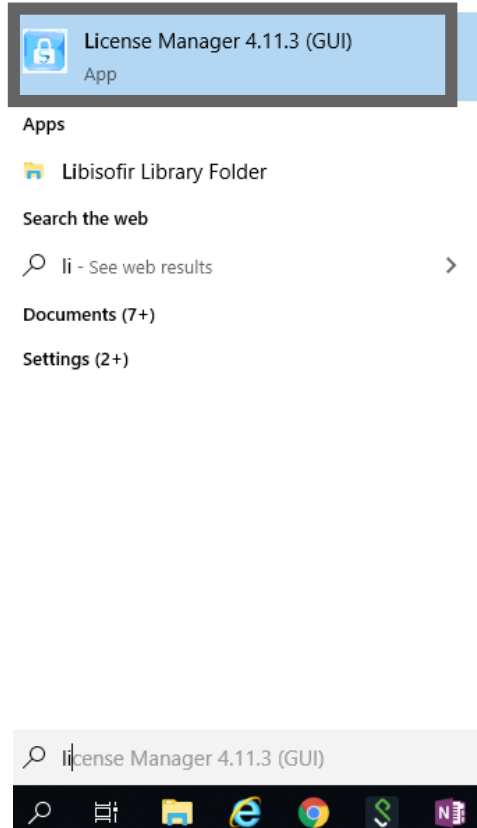 License Manager 4.11.3 (GUI)
App
Apps
Libisofir Library Folder
Search the web
li - See web results
Documents (7+)
Settings (2+)
license Manager 4.11.3 (GUI)
N